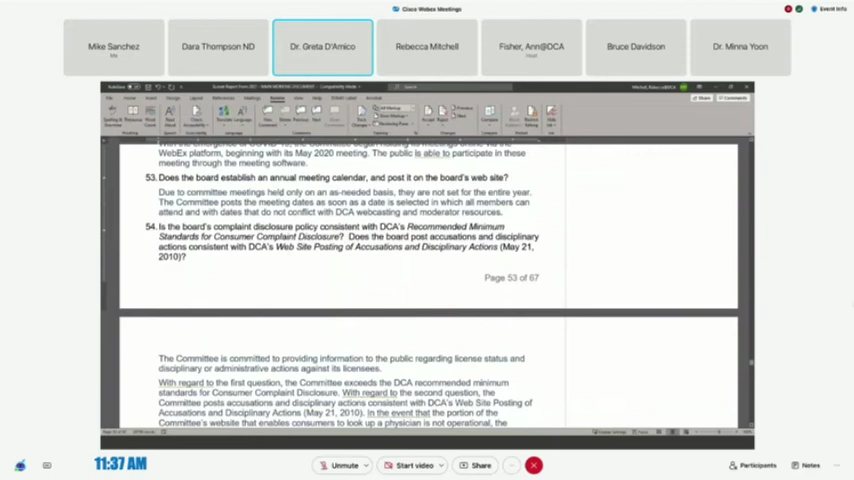 Cisco Webex Meetings
Event Info
Mike Sanchez
Me
Dara Thompson ND
Dr. Greta D'Amico
Rebecca Mitchell
Fisher, Ann@DCA
Host
Bruce Davidson
Dr. Minna Yoon
WebEx platform, beginning with its May 2020 meeting. The public is able to participate in these
meeting through the meeting software.
53. Does the board establish an annual meeting calendar, and post it on the board's web site?
Due to committee meetings held only on an as-needed basis, they are not set for the entire year.
The Committee posts the meeting dates as soon as a date is selected in which all members can
attend and with dates that do not conflict with DCA webcasting and moderator resources.
54. Is the board's complaint disclosure policy consistent with DCA's Recommended Minimum
Standards for Consumer Complaint Disclosure? Does the board post accusations and disciplinary
actions consistent with DCA's Web Site Posting of Accusations and Disciplinary Actions (May 21,
2010)?
Page 53 of 67
The Committee is committed to providing information to the public regarding license status and
disciplinary or administrative actions against its licensees.
With regard to the first question, the Committee exceeds the DCA recommended minimum
standards for Consumer Complaint Disclosure. With regard to the second question, the
Committee posts accusations and disciplinary actions consistent with DCA's Web Site Posting of
Accusations and Disciplinary Actions (May 21, 2010). In the event that the portion of the
Committee's website that enables consumers to look up a physician is not operational, the
11:37 AM
Unmute
Start video
Share
Participants
Notes